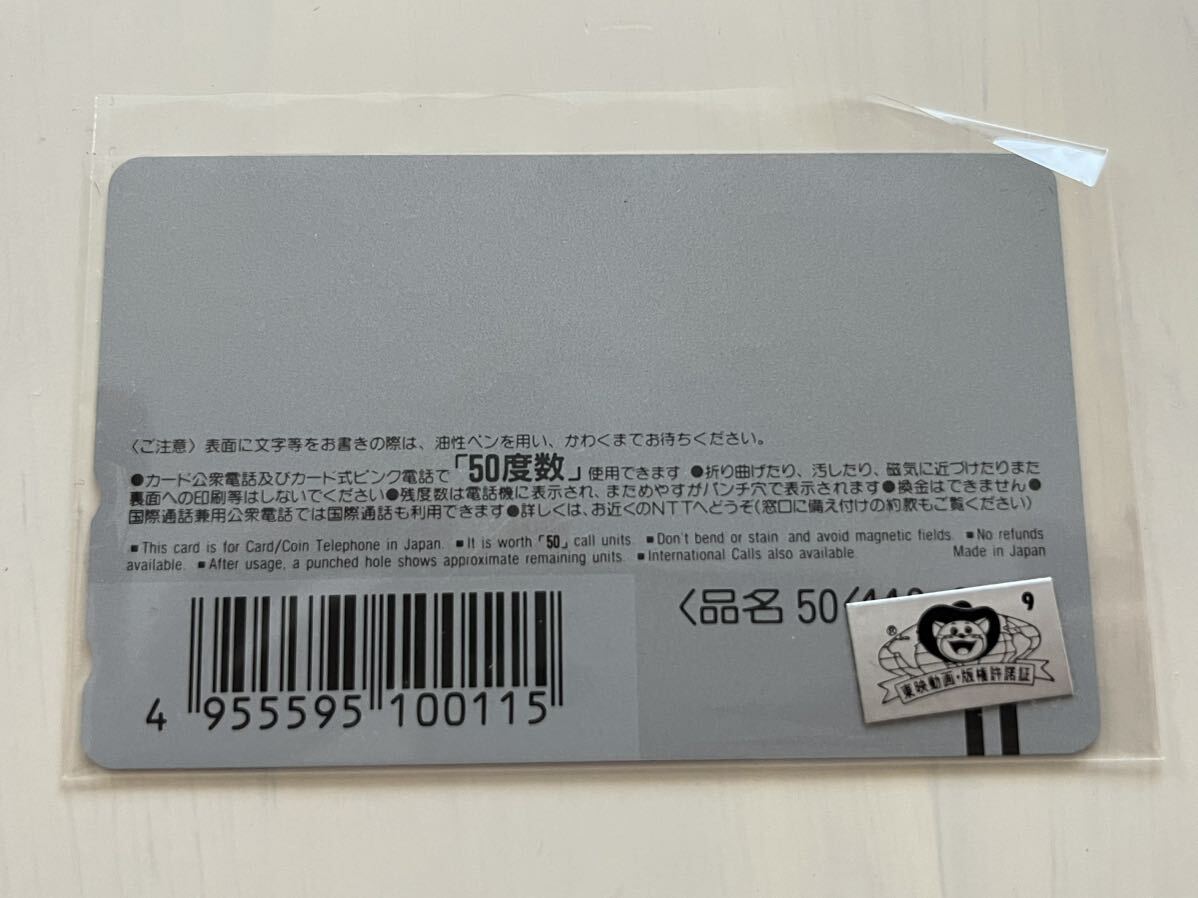 〈ご注意〉表面に文字等をお書きの際は、油性ペンを用い、かわくまでお待ちください。
●カード公衆電話及びカード式ピンク電話で「50度数」使用できます ●折り曲げたり、汚したり、磁気に近づけたりまた
裏面への印刷等はしないでください●残度数は電話機に表示され、まためやすがパンチ穴で表示されます●換金はできません●
国際通話兼用公衆電話では国際通話も利用できます●詳しくは、お近くのNTTへどうぞ(窓口に備え付けの約款もご覧ください)
■This card is for Card/Coin Telephone in Japan. ■It is worth「50」call units. ■Don't bend or stain and avoid magnetic fields. ■No refunds
available. ■After usage, a punched hole shows approximate remaining units. ■International Calls also available. Made in Japan
〈品名 50〈110
9
®
東映動画・版権許諾証
4 955595 100115